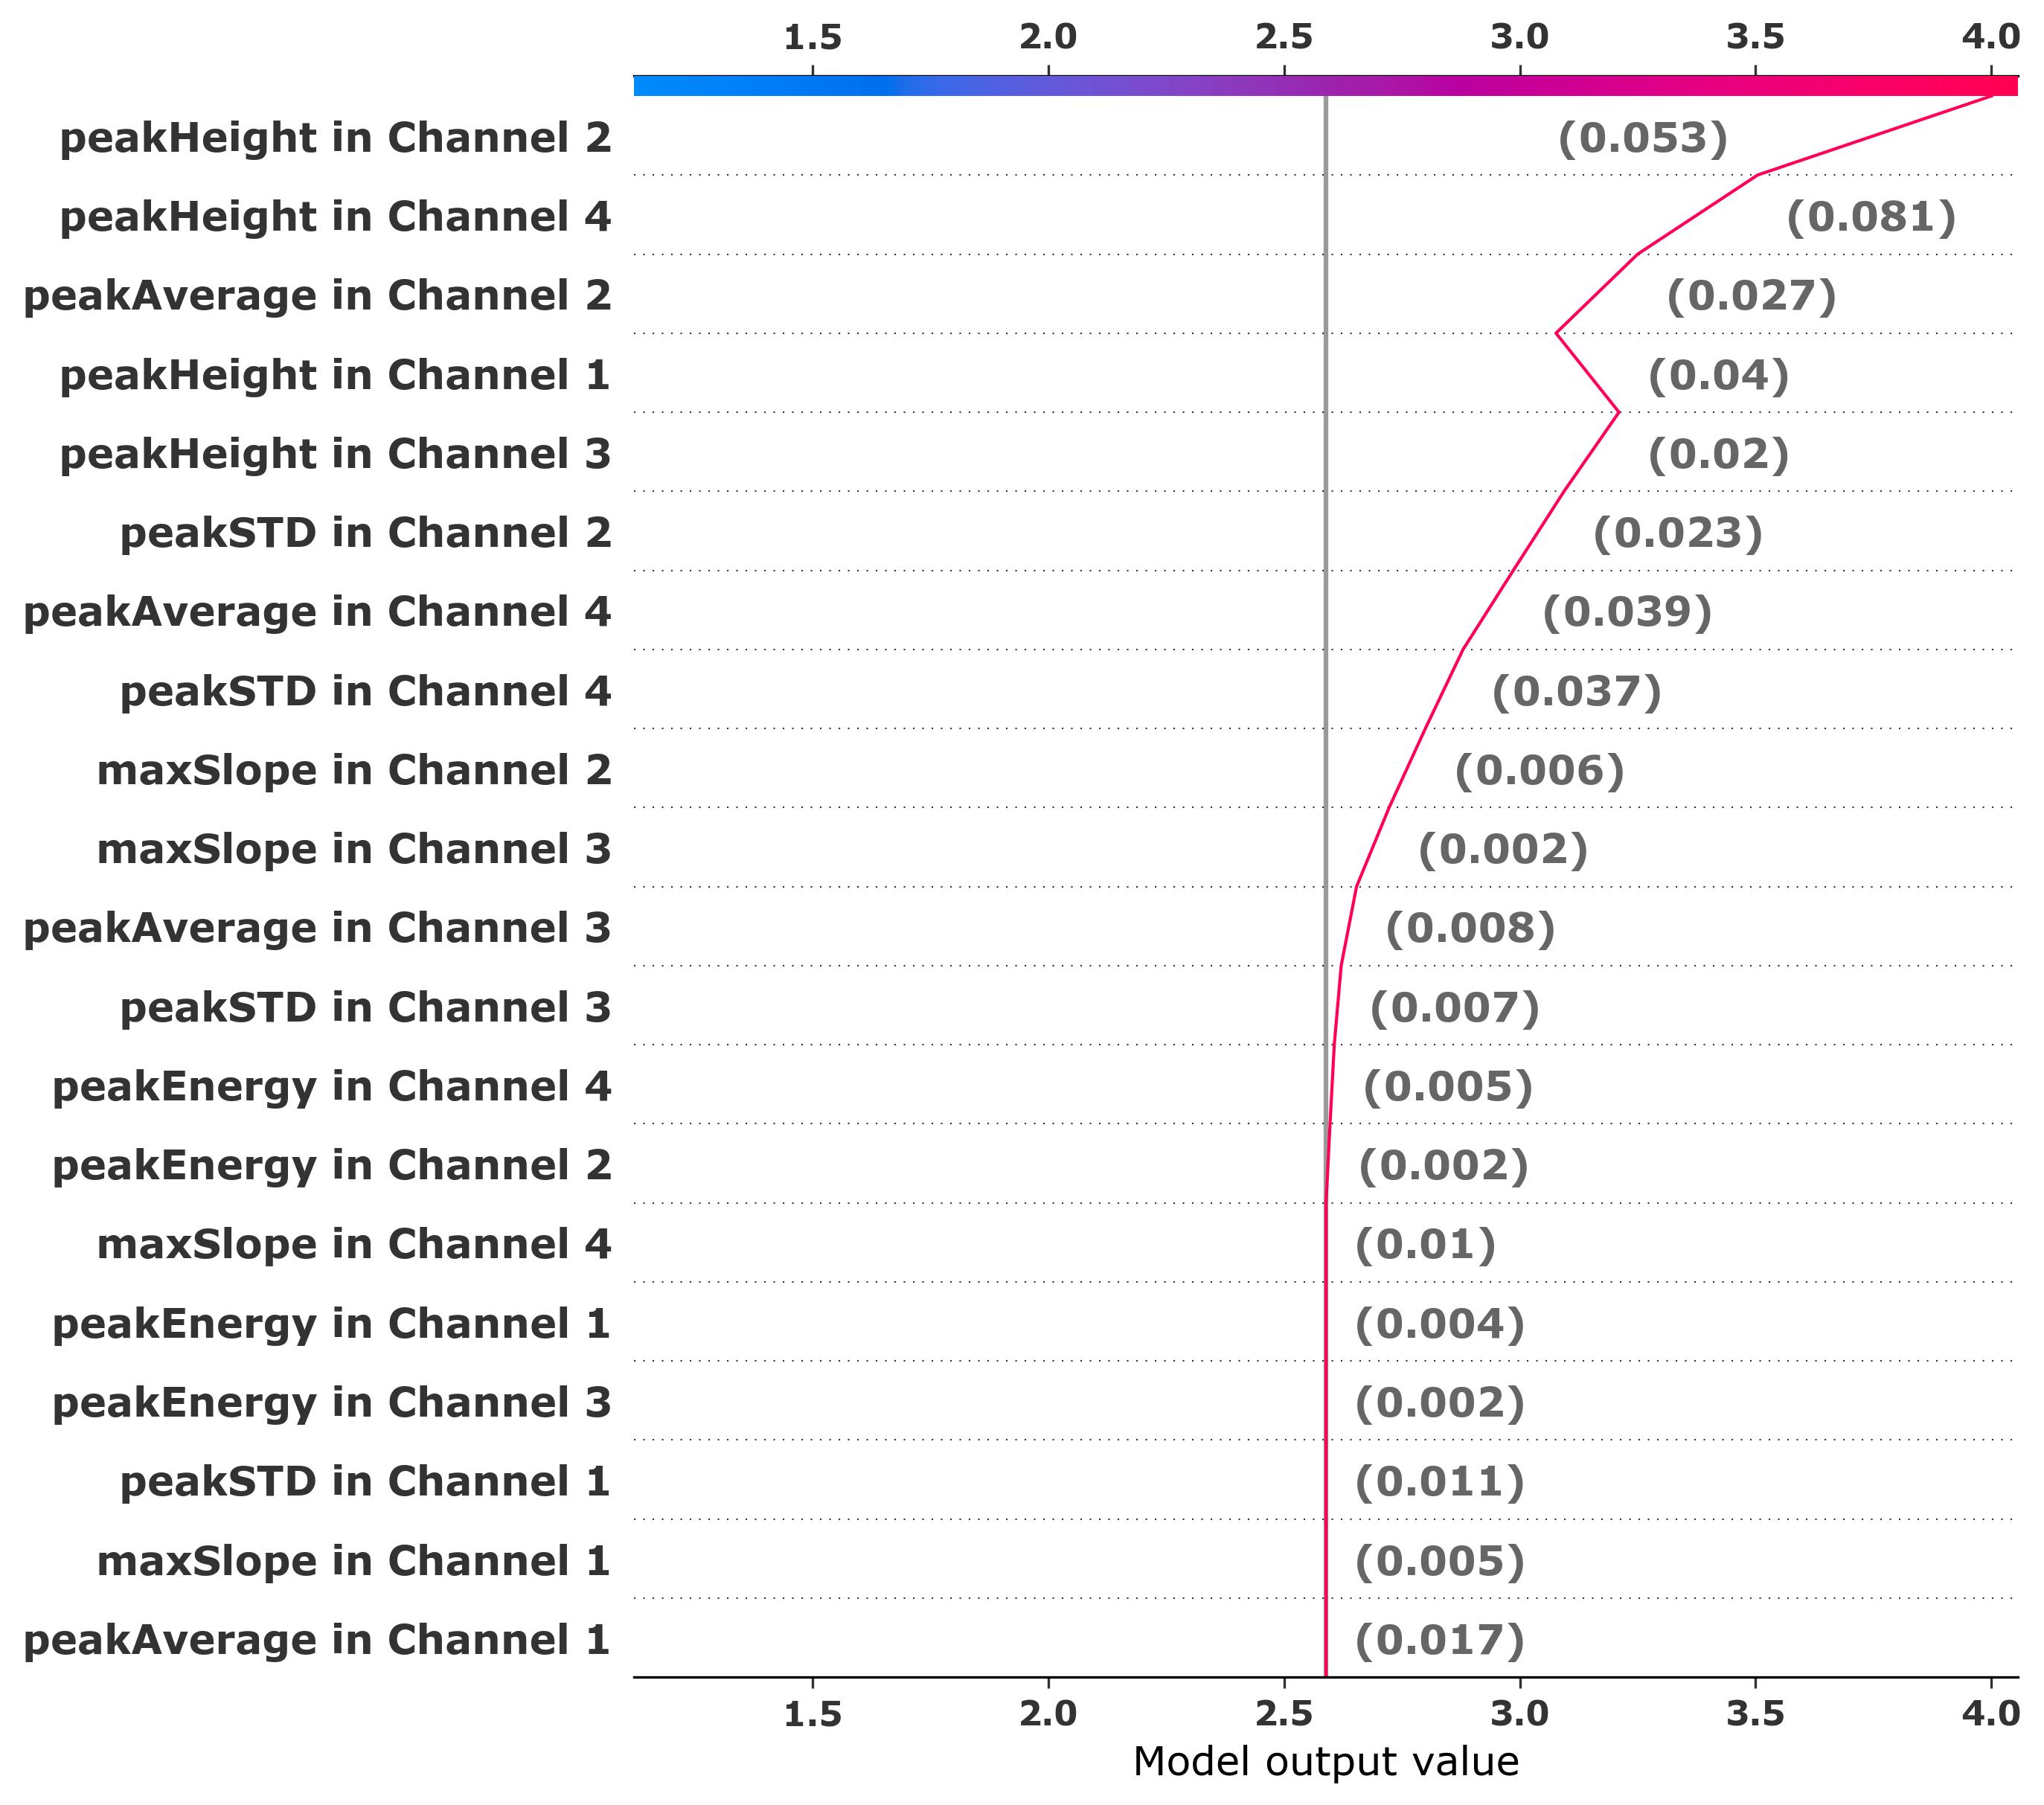 1.5 2.0 2.5 3.0 3.5 4.0
peakHeight in Channel 2 (0.053)
peakHeight in Channel 4 (0.081)
peakAverage in Channel 2 (0.027)
peakHeight in Channel 1 (0.04)
peakHeight in Channel 3 (0.02)
peakSTD in Channel 2 (0.023)
peakAverage in Channel 4 (0.039)
peakSTD in Channel 4 (0.037)
maxSlope in Channel 2 (0.006)
maxSlope in Channel 3 (0.002)
peakAverage in Channel 3 (0.008)
peakSTD in Channel 3 (0.007)
peakEnergy in Channel 4 (0.005)
peakEnergy in Channel 2 (0.002)
maxSlope in Channel 4 (0.01)
peakEnergy in Channel 1 (0.004)
peakEnergy in Channel 3 (0.002)
peakSTD in Channel 1 (0.011)
maxSlope in Channel 1 (0.005)
peakAverage in Channel 1 (0.017)
1.5 2.0 2.5 3.0 3.5 4.0
Model output value